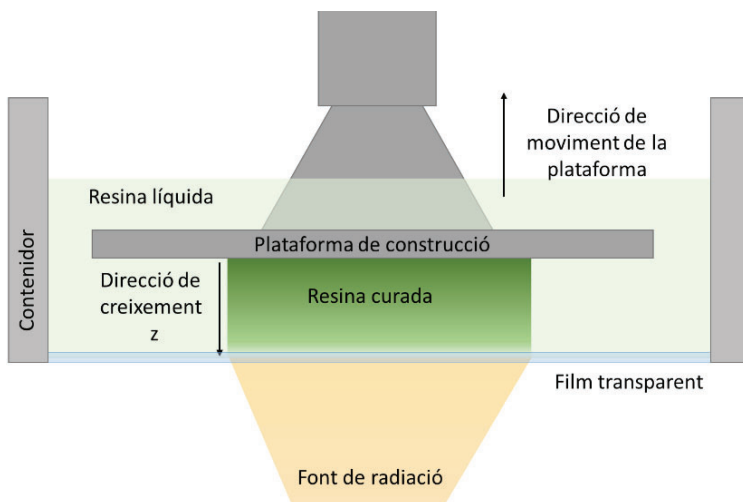 Direcció de
moviment de la
plataforma
Resina líquida
Contenidor
Plataforma de construcció
Direcció de
creixement
z
Resina curada
Film transparent
Font de radiació